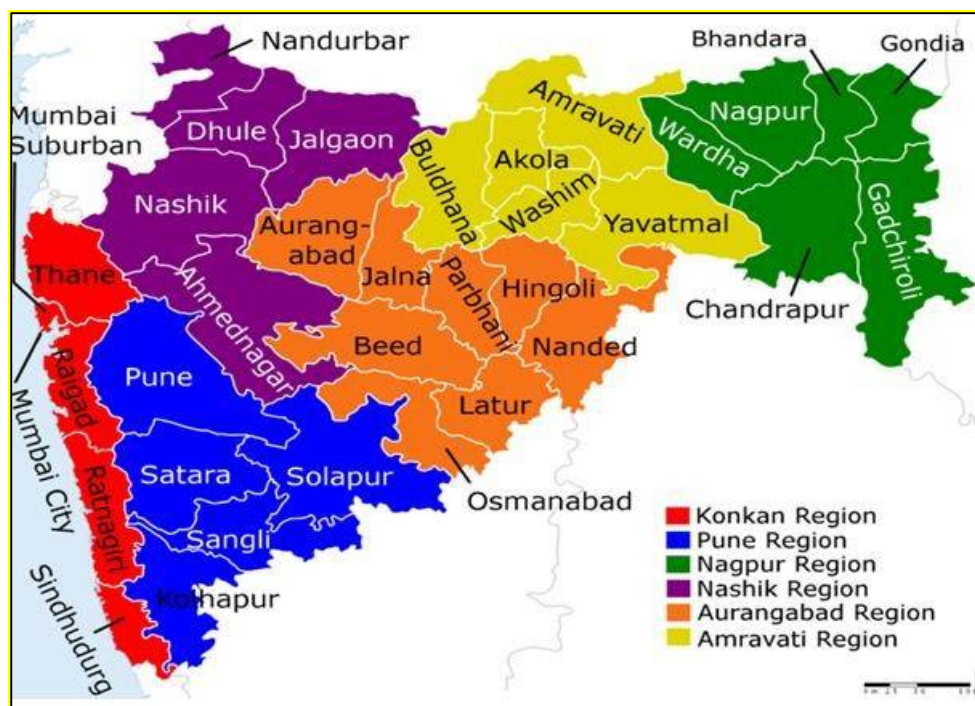 Nandurbar
Bhandara
Gondia
Mumbai
Suburban
Dhule
Jalgaon
Amravati
Nagpur
Wardha
Akola
Buldhana
Washim
Nashik
Yavatmal
Gadchiroli
Aurang-
abad
Thane
Jalna
Parbhani
Hingoli
Chandrapur
Ahmednagar
Beed
Nanded
Raigad
Pune
Latur
Mumbai City
Satara
Solapur
Osmanabad
Ratnagiri
Sangli
Kolhapur
Sindhudurg
Konkan Region
Pune Region
Nagpur Region
Nashik Region
Aurangabad Region
Amravati Region